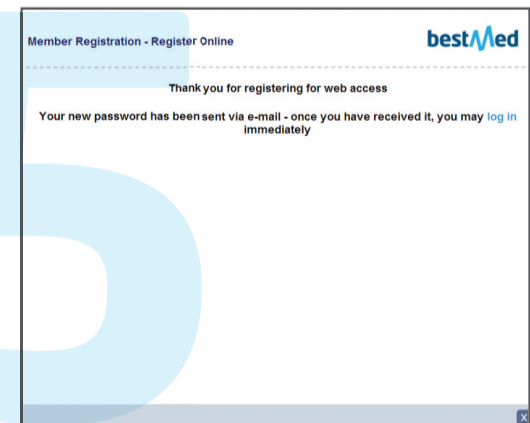 Member Registration - Register Online
bestMed
Thank you for registering for web access
Your new password has been sent via e-mail - once you have received it, you may log in
immediately
5
X